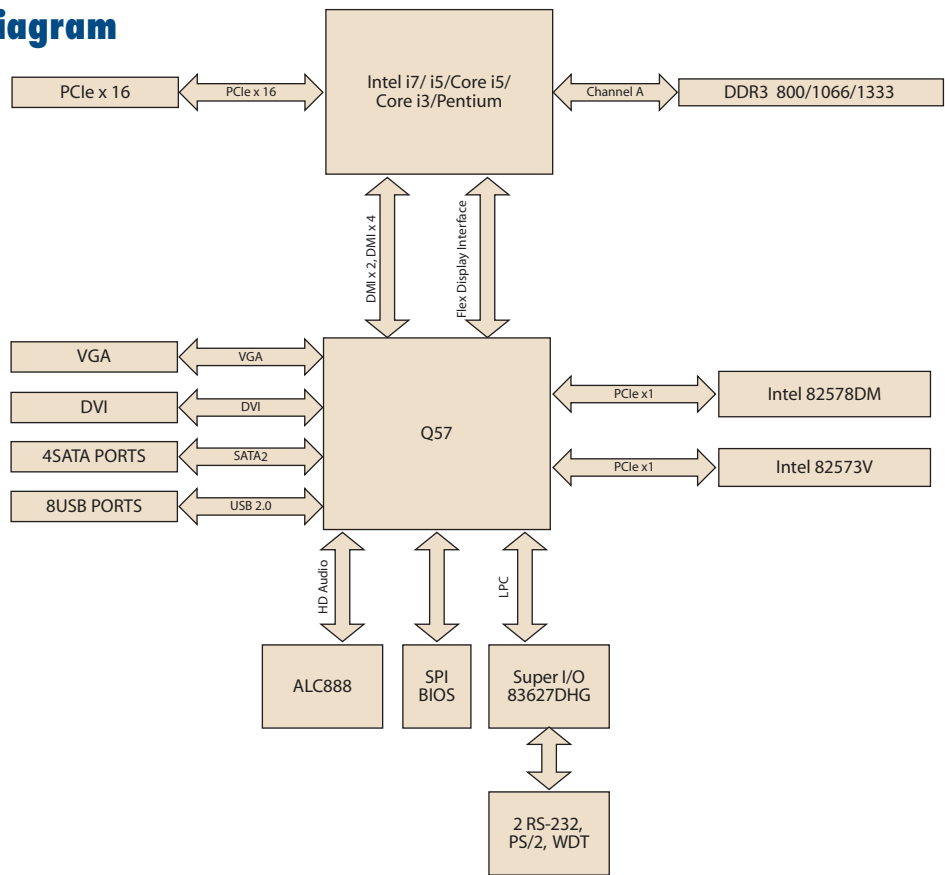 iagram
Intel i7/ i5/Core i5/
Core i3/Pentium
PCIe x 16
PCIe x 16
Channel A
DDR3 800/1066/1333
DMI x 2, DMI x 4
Flex Display Interface
VGA
VGA
DVI
DVI
4SATA PORTS
SATA2
8USB PORTS
USB 2.0
Q57
PCIe x1
Intel 82578DM
PCIe x1
Intel 82573V
HD Audio
LPC
ALC888
SPI
BIOS
Super I/O
83627DHG
2 RS-232,
PS/2, WDT